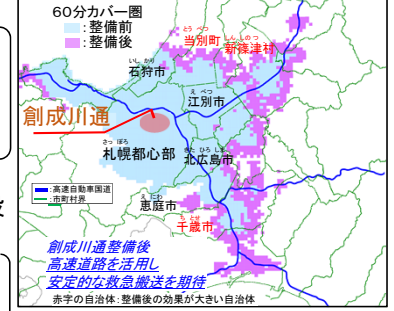 60分カバー圏
：整備前
：整備後
とうべつ
当別町
しんしのつ
新篠津村
いしかり
石狩市
えべつ
江別市
創成川通
さっぽろ
札幌都心部
きたひろしま
北広島市
：高速自動車国道
：市町村界
えにわ
恵庭市
ちとせ
千歳市
創成川通整備後
高速道路を活用し
安定的な救急搬送を期待
赤字の自治体：整備後の効果が大きい自治体